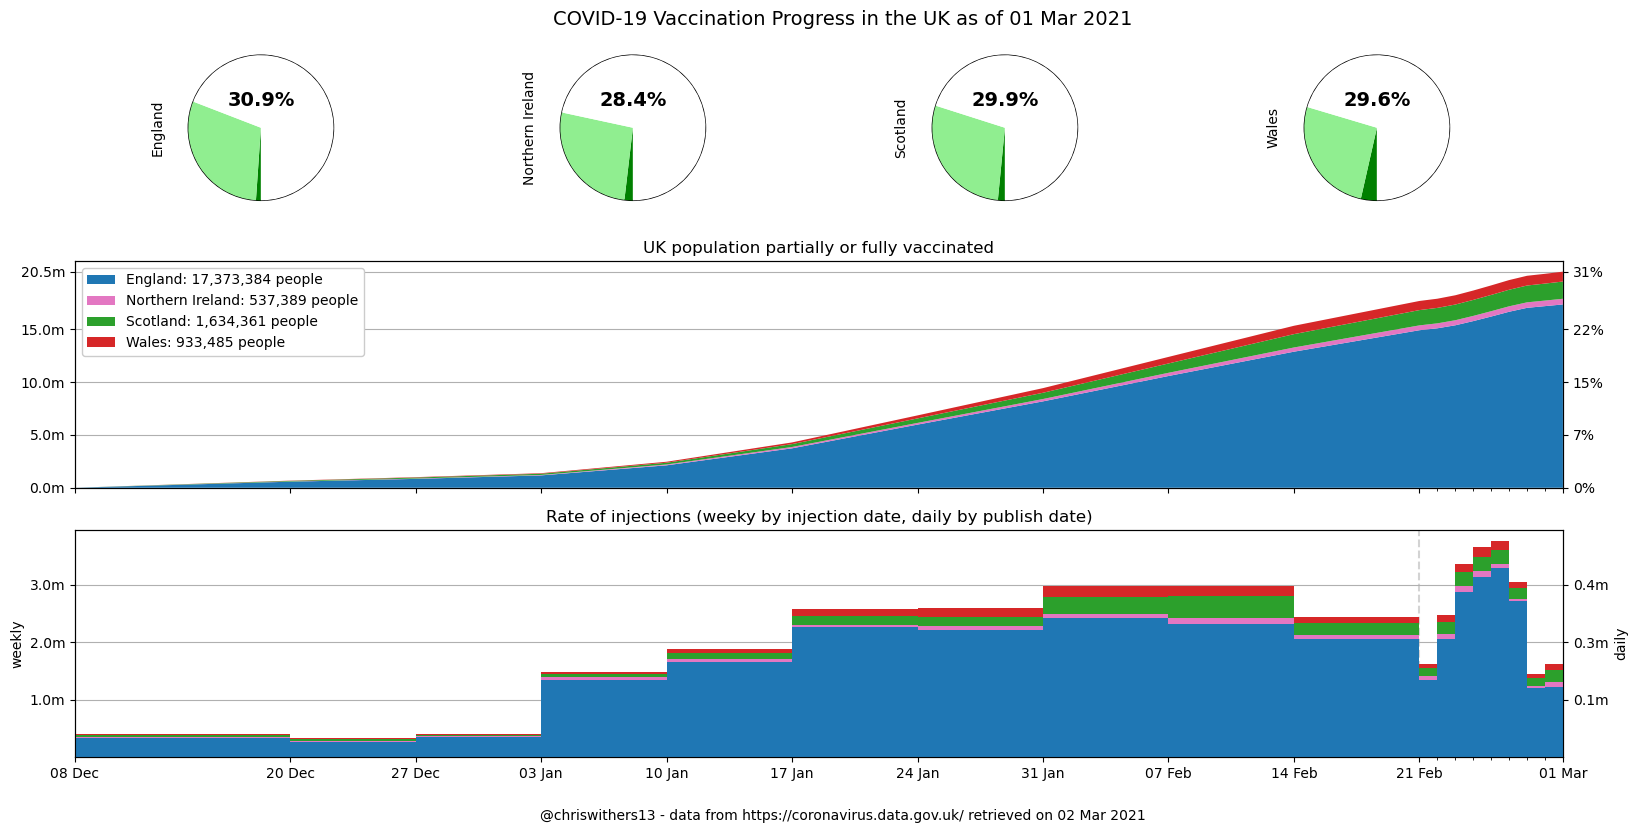 COVID-19 Vaccination Progress in the UK as of 01 Mar 2021
England
30.9%
Northern Ireland
28.4%
Scotland
29.9%
Wales
29.6%
UK population partially or fully vaccinated
England: 17,373,384 people
Northern Ireland: 537,389 people
Scotland: 1,634,361 people
Wales: 933,485 people
20.5m
15.0m
10.0m
5.0m
0.0m
31%
22%
15%
7%
0%
Rate of injections (weeky by injection date, daily by publish date)
weekly
3.0m
2.0m
1.0m
0.4m
0.3m
0.1m
daily
08 Dec 20 Dec 27 Dec 03 Jan 10 Jan 17 Jan 24 Jan 31 Jan 07 Feb 14 Feb 21 Feb 01 Mar
@chriswithers13 - data from https://coronavirus.data.gov.uk/ retrieved on 02 Mar 2021